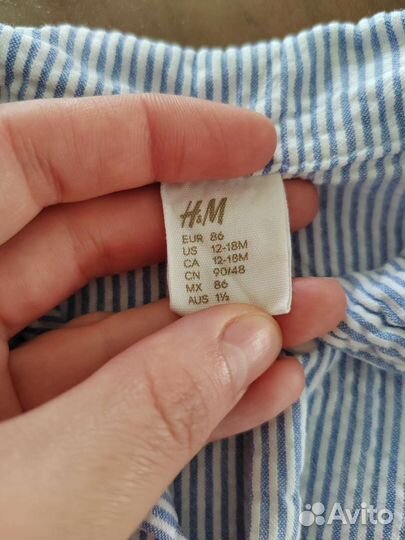 H&M
EUR 86
US 12-18M
CA 12-18M
CN 90/48
MX 86
AUS 1½
Avito